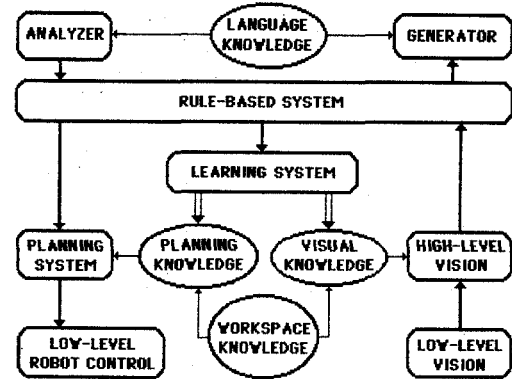 ANALYZER
LANGUAGE
KNOWLEDGE
GENERATOR
RULE-BASED SYSTEM
LEARNING SYSTEM
PLANNING
SYSTEM
PLANNING
KNOWLEDGE
VISUAL
KNOWLEDGE
HIGH-LEVEL
VISION
LOW-LEVEL
ROBOT CONTROL
WORKSPACE
KNOWLEDGE
LOW-LEVEL
VISION